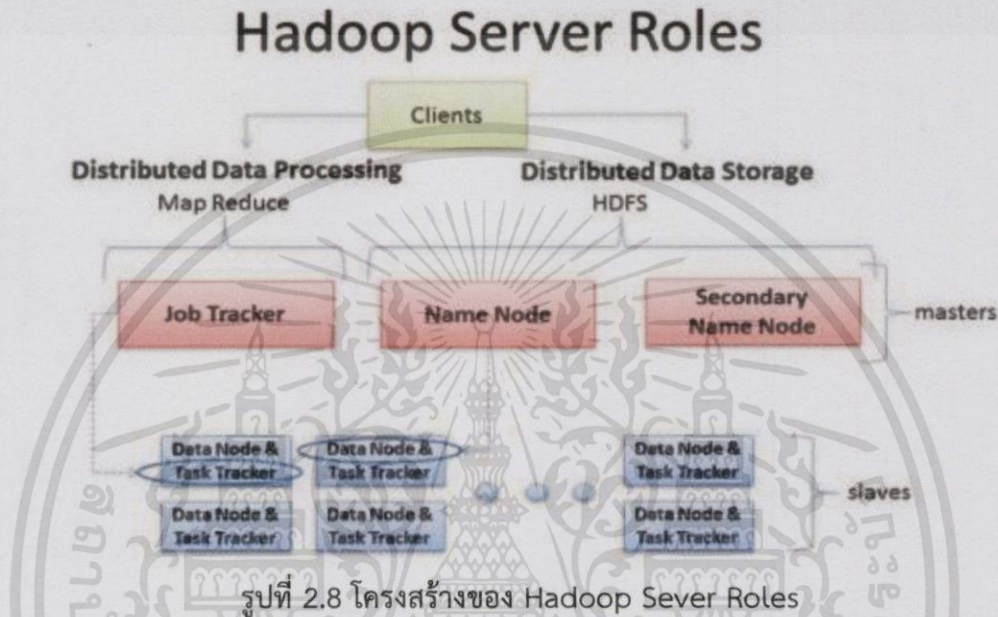 Hadoop Server Roles
Clients
Distributed Data Processing
Map Reduce
Distributed Data Storage
HDFS
Job Tracker
Name Node
Secondary
Name Node
masters
Data Node &
Task Tracker
Data Node &
Task Tracker
Data Node &
Task Tracker
slaves
Data Node &
Task Tracker
Data Node &
Task Tracker
Data Node &
Task Tracker
รูปที่ 2.8 โครงสร้างของ Hadoop Sever Roles